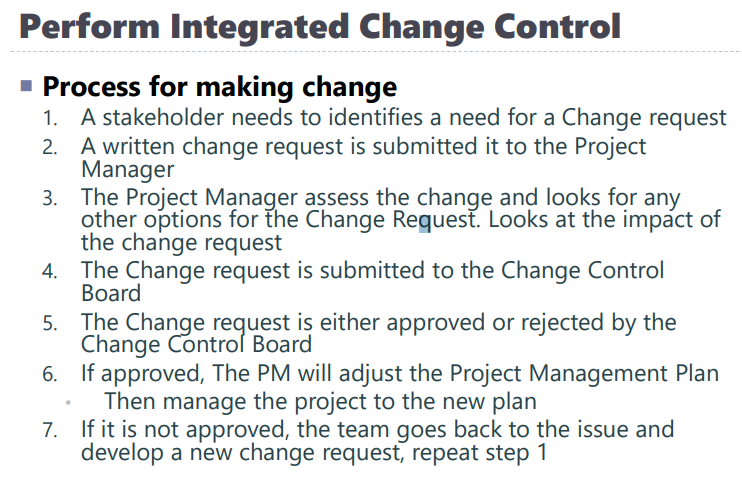 Perform Integrated Change Control
Process for making change
1. A stakeholder needs to identifies a need for a Change request
2. A written change request is submitted it to the Project
Manager
3. The Project Manager assess the change and looks for any
other options for the Change Request. Looks at the impact of
the change request
4. The Change request is submitted to the Change Control
Board
5. The Change request is either approved or rejected by the
Change Control Board
6. If approved, The PM will adjust the Project Management Plan
Then manage the project to the new plan
7. If it is not approved, the team goes back to the issue and
develop a new change request, repeat step 1